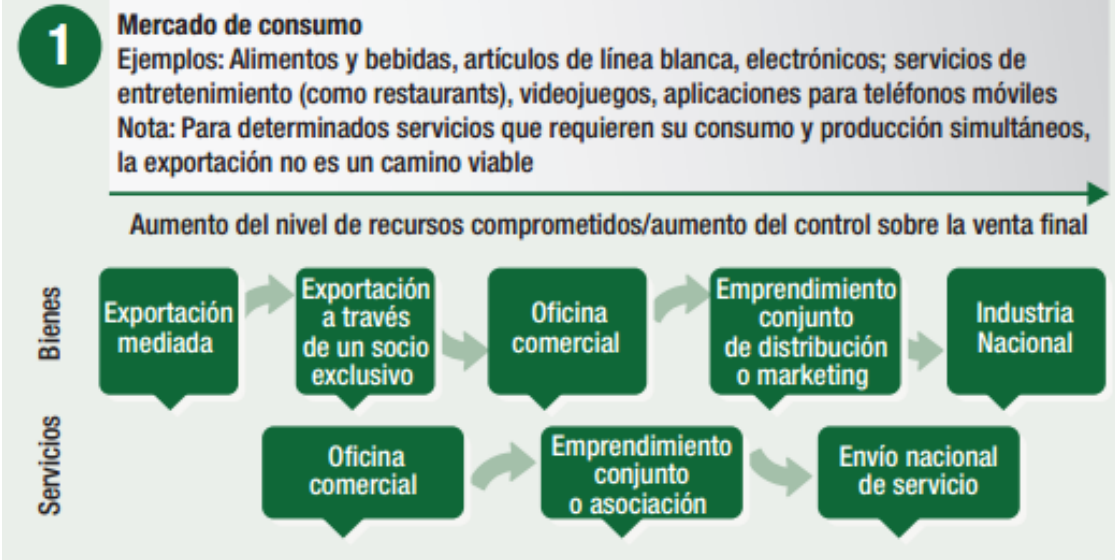 1
Mercado de consumo
Ejemplos: Alimentos y bebidas, artículos de línea blanca, electrónicos; servicios de
entretenimiento (como restaurants), videojuegos, aplicaciones para teléfonos móviles
Nota: Para determinados servicios que requieren su consumo y producción simultáneos,
la exportación no es un camino viable
Aumento del nivel de recursos comprometidos/aumento del control sobre la venta final
Bienes
Exportación
mediada
Exportación
a través
de un socio
exclusivo
Oficina
comercial
Emprendimiento
conjunto
de distribución
o marketing
Industria
Nacional
Servicios
Oficina
comercial
Emprendimiento
conjunto
o asociación
Envío nacional
de servicio